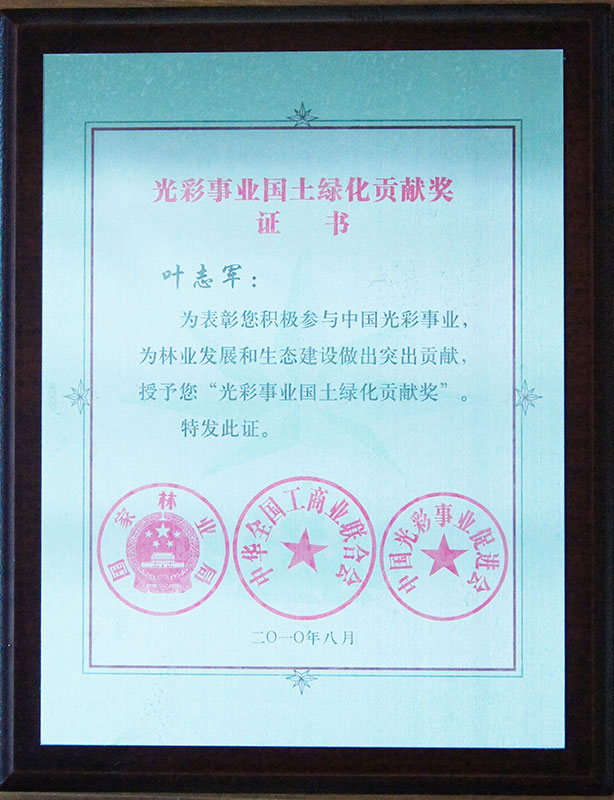 光彩事业国土绿化贡献奖
证 书
叶志军：
为表彰您积极参与中国光彩事业，
为林业发展和生态建设做出突出贡献，
授予您“光彩事业国土绿化贡献奖”。
特发此证。
国家林业局
中华全国工商业联合会
中国光彩事业促进会
二〇一〇年八月